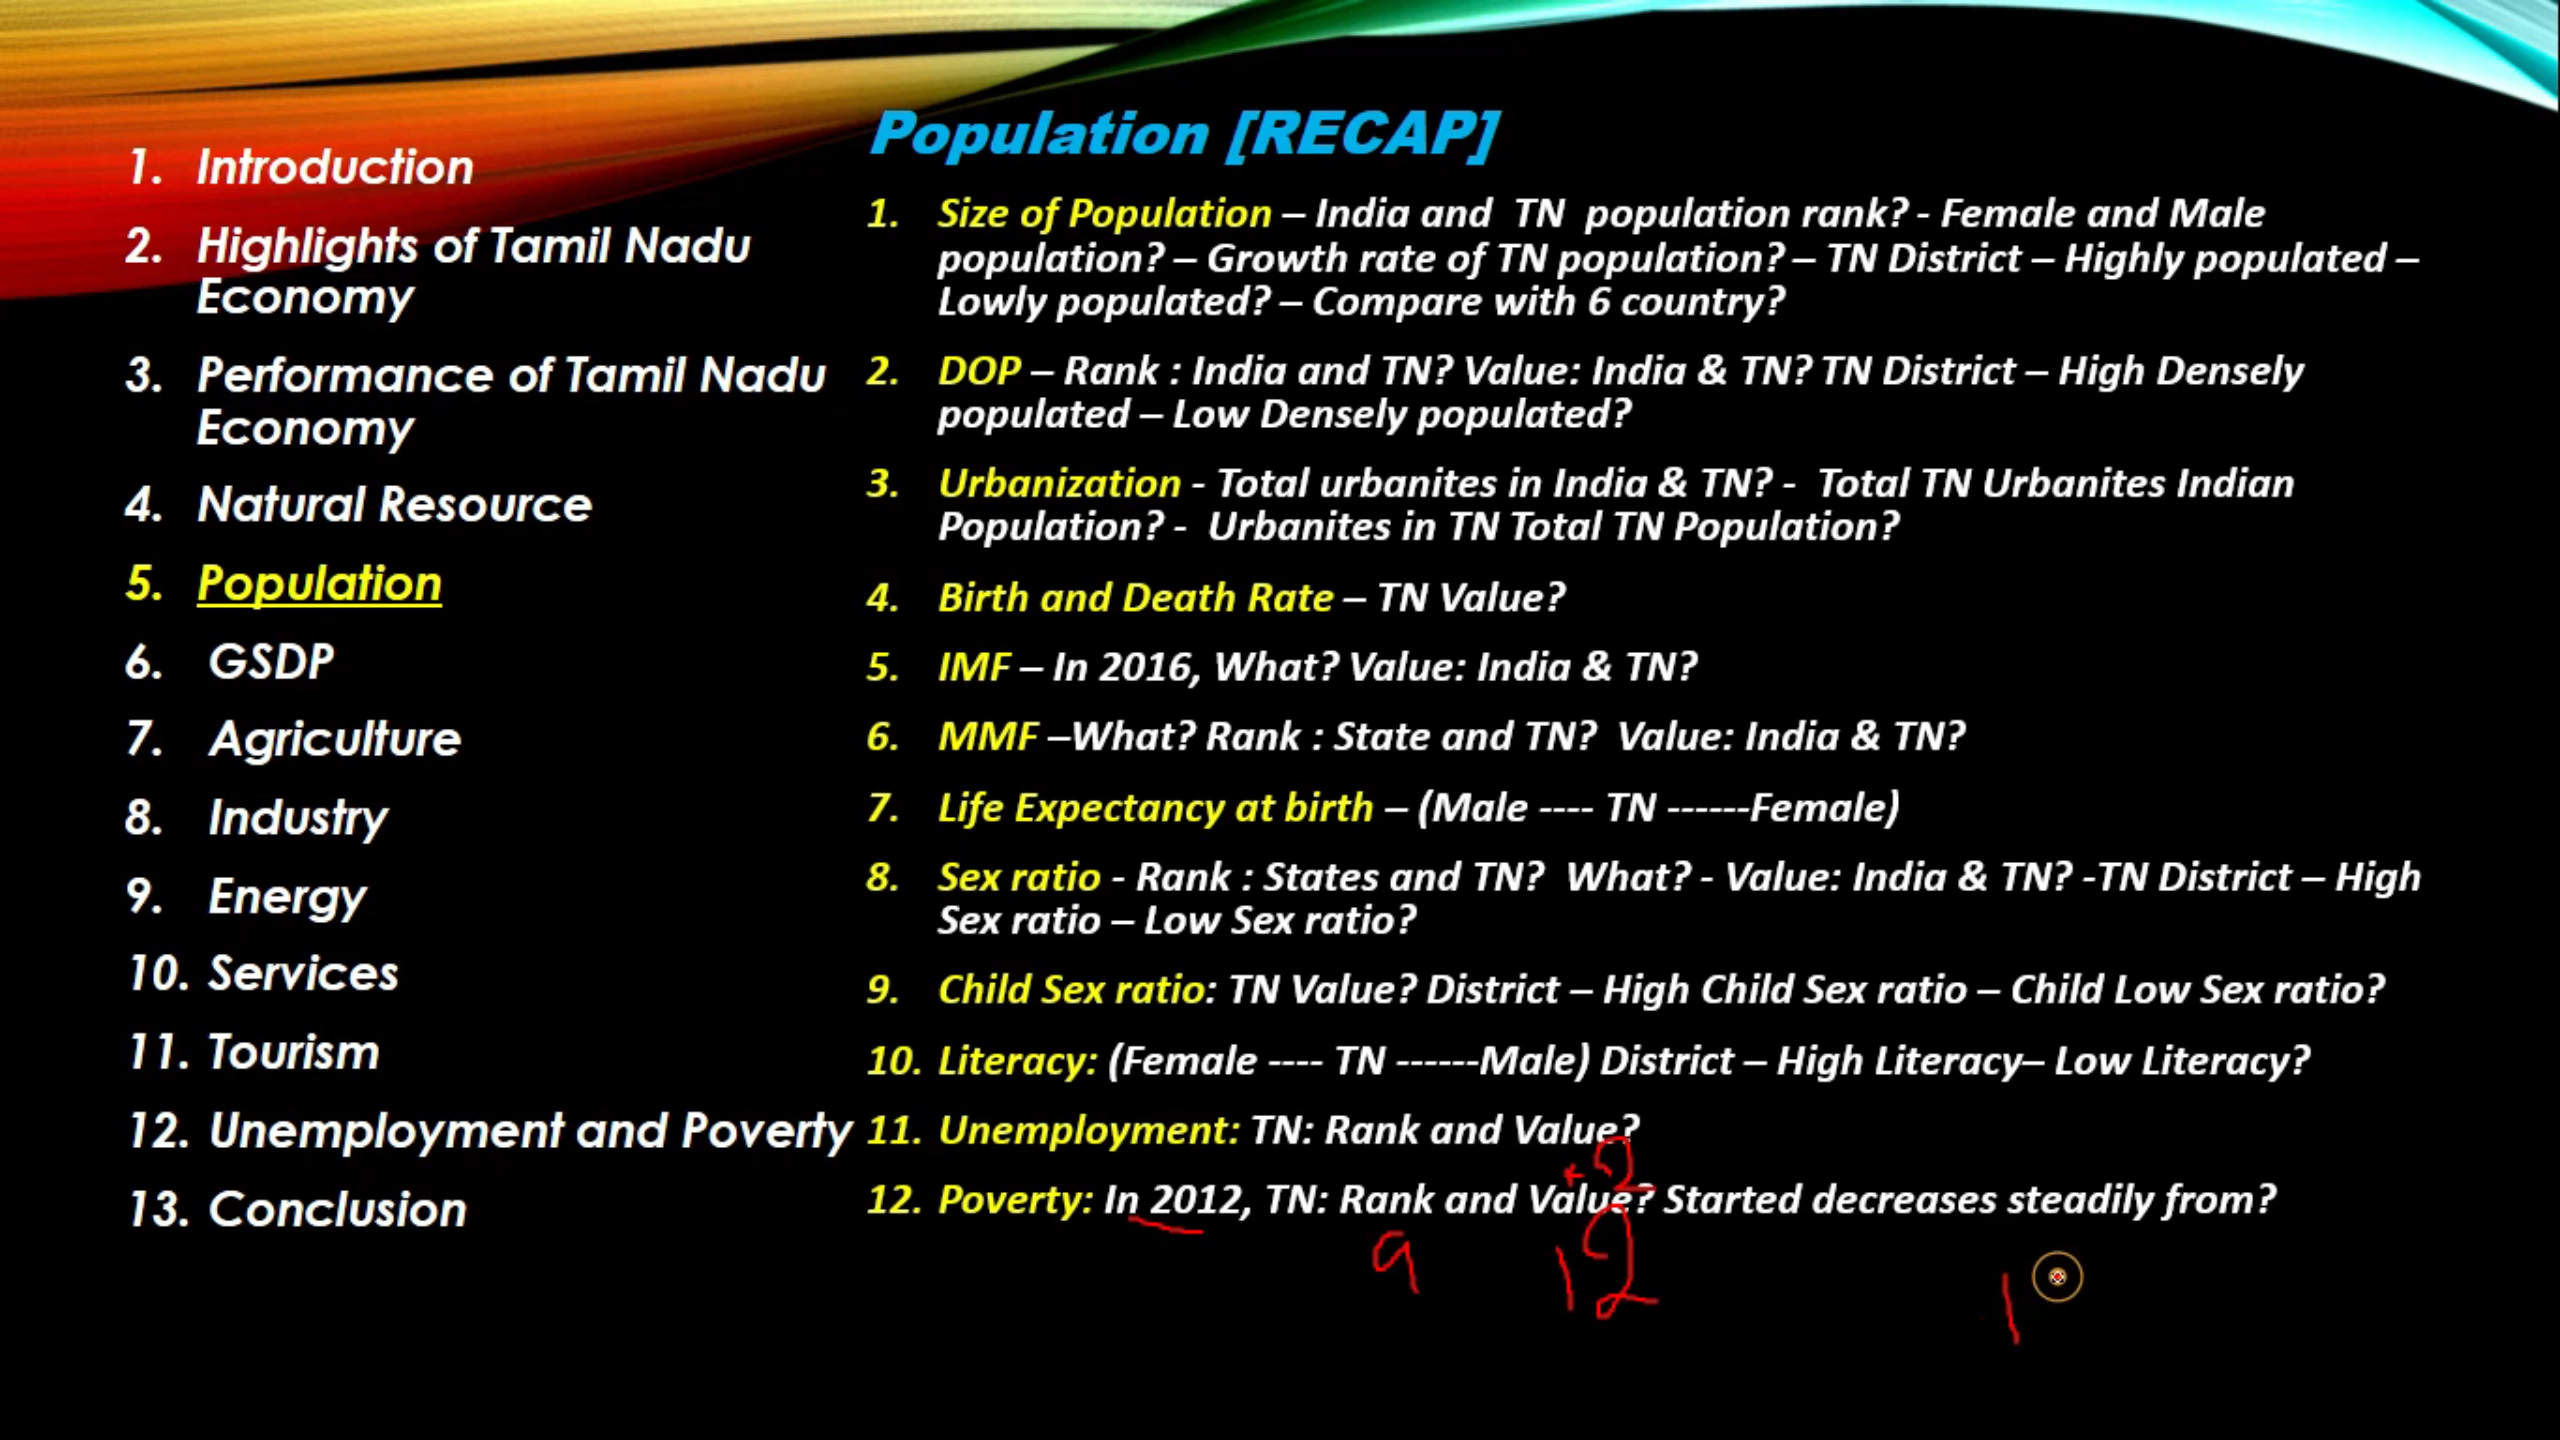 1. Introduction
2. Highlights of Tamil Nadu
Economy
3. Performance of Tamil Nadu
Economy
4. Natural Resource
5. Population
6. GSDP
7. Agriculture
8. Industry
9. Energy
10. Services
11. Tourism
12. Unemployment and Poverty
13. Conclusion
Population [RECAP]
1. Size of Population – India and TN population rank? - Female and Male
population? – Growth rate of TN population? – TN District – Highly populated –
Lowly populated? – Compare with 6 country?
2. DOP – Rank : India and TN? Value: India & TN? TN District – High Densely
populated – Low Densely populated?
3. Urbanization - Total urbanites in India & TN? - Total TN Urbanites Indian
Population? - Urbanites in TN Total TN Population?
4. Birth and Death Rate – TN Value?
5. IMF – In 2016, What? Value: India & TN?
6. MMF –What? Rank : State and TN? Value: India & TN?
7. Life Expectancy at birth – (Male ---- TN ------Female)
8. Sex ratio - Rank : States and TN? What? - Value: India & TN? -TN District – High
Sex ratio – Low Sex ratio?
9. Child Sex ratio: TN Value? District – High Child Sex ratio – Child Low Sex ratio?
10. Literacy: (Female ---- TN ------Male) District – High Literacy– Low Literacy?
11. Unemployment: TN: Rank and Value?
12. Poverty: In 2012, TN: Rank and Value? Started decreases steadily from?
9 12 1